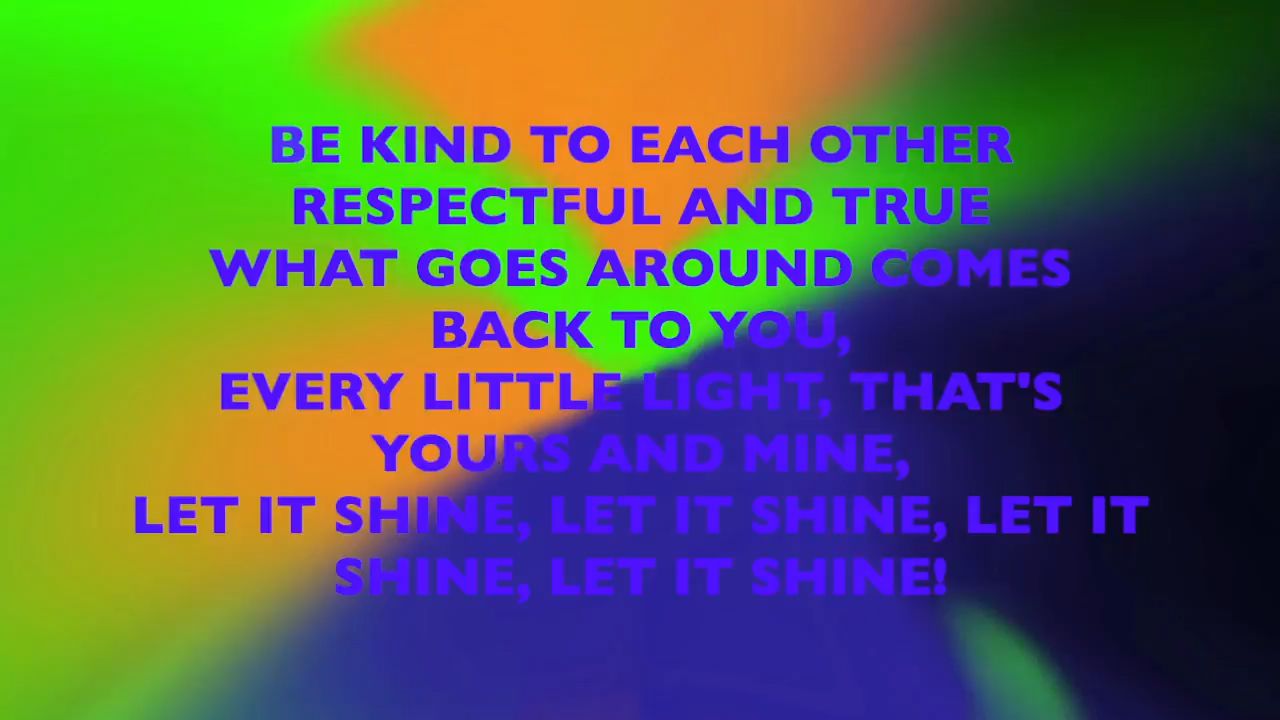 BE KIND TO EACH OTHER
RESPECTFUL AND TRUE
WHAT GOES AROUND COMES
BACK TO YOU,
EVERY LITTLE LIGHT, THAT'S
YOURS AND MINE,
LET IT SHINE, LET IT SHINE, LET IT
SHINE, LET IT SHINE!